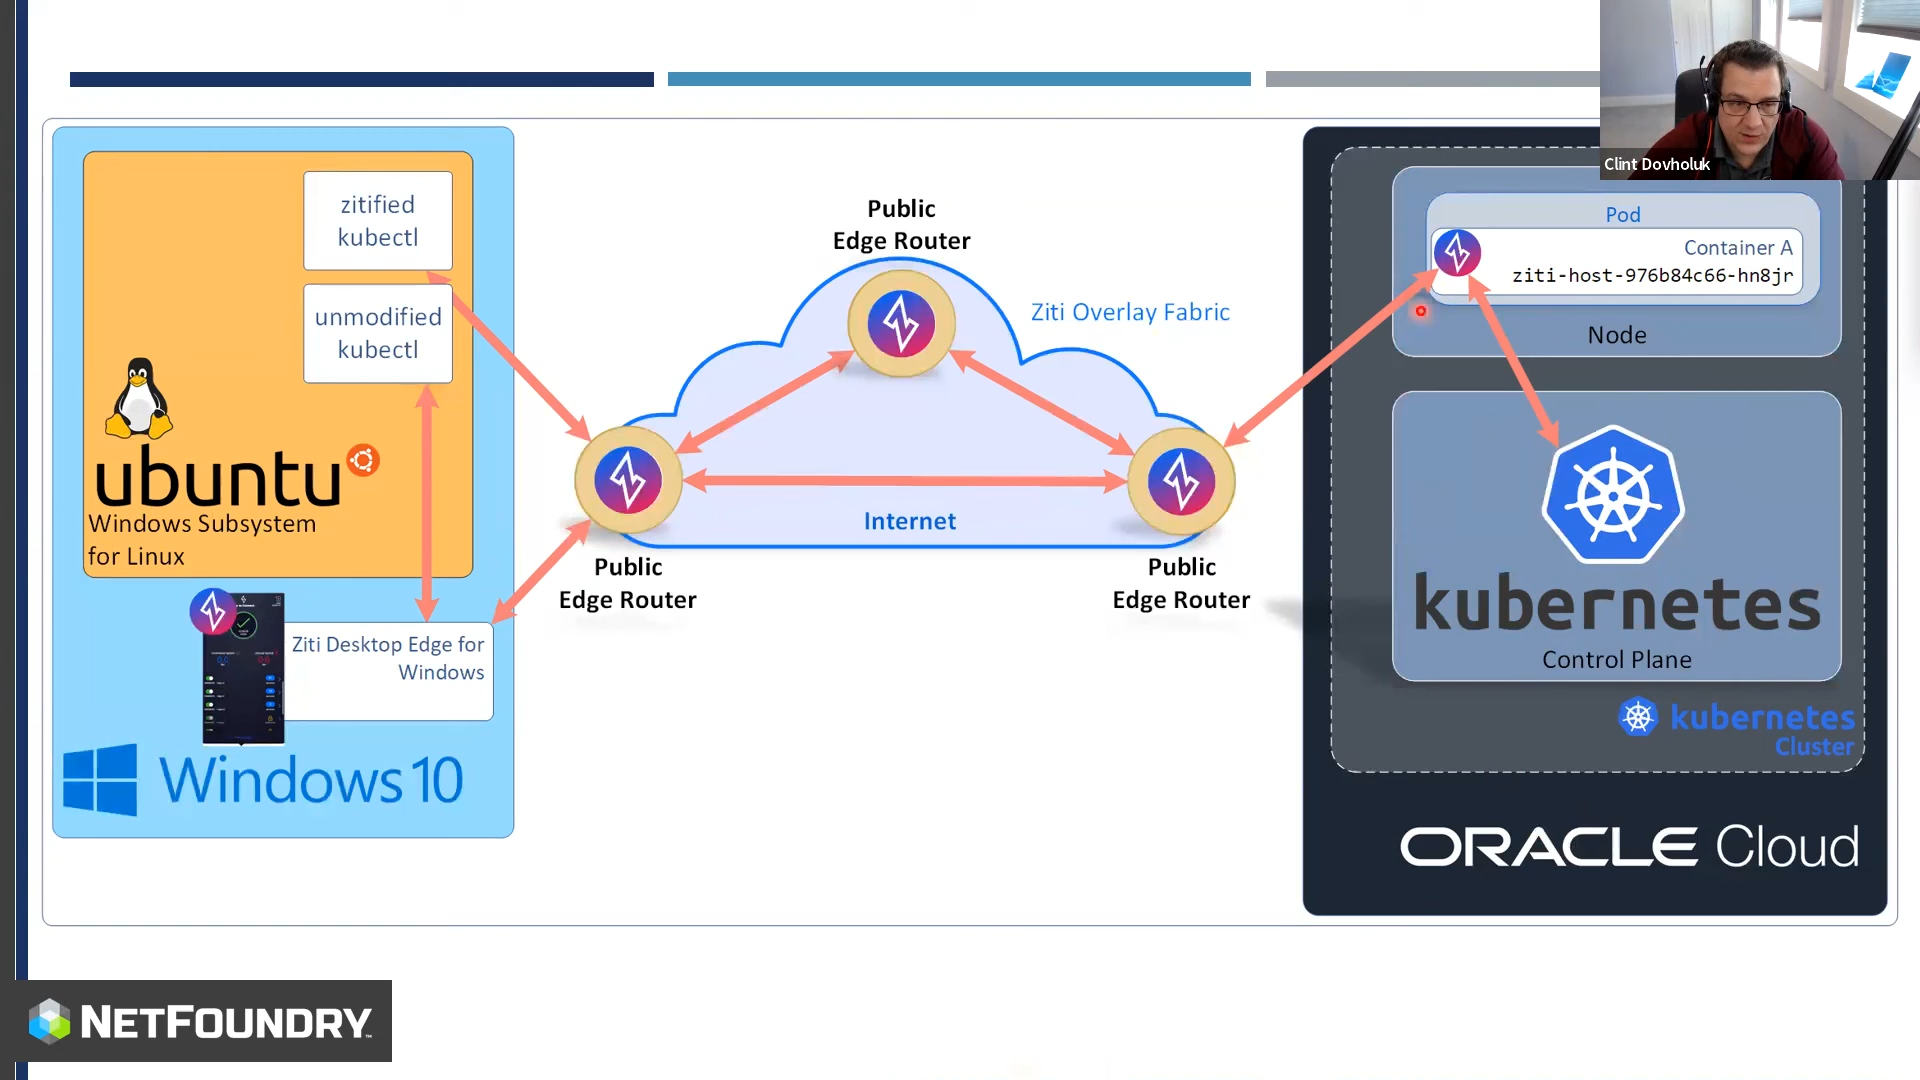 Clint Dovholuk
zitified
kubectl
unmodified
kubectl
ubuntu
Windows Subsystem
for Linux
Ziti Desktop Edge for
Windows
Windows 10
Public
Edge Router
Ziti Overlay Fabric
Internet
Public
Edge Router
Public
Edge Router
Pod
Container A
ziti-host-976b84c66-hn8jr
Node
kubernetes
Control Plane
kubernetes
Cluster
ORACLE Cloud
NETFOUNDRY